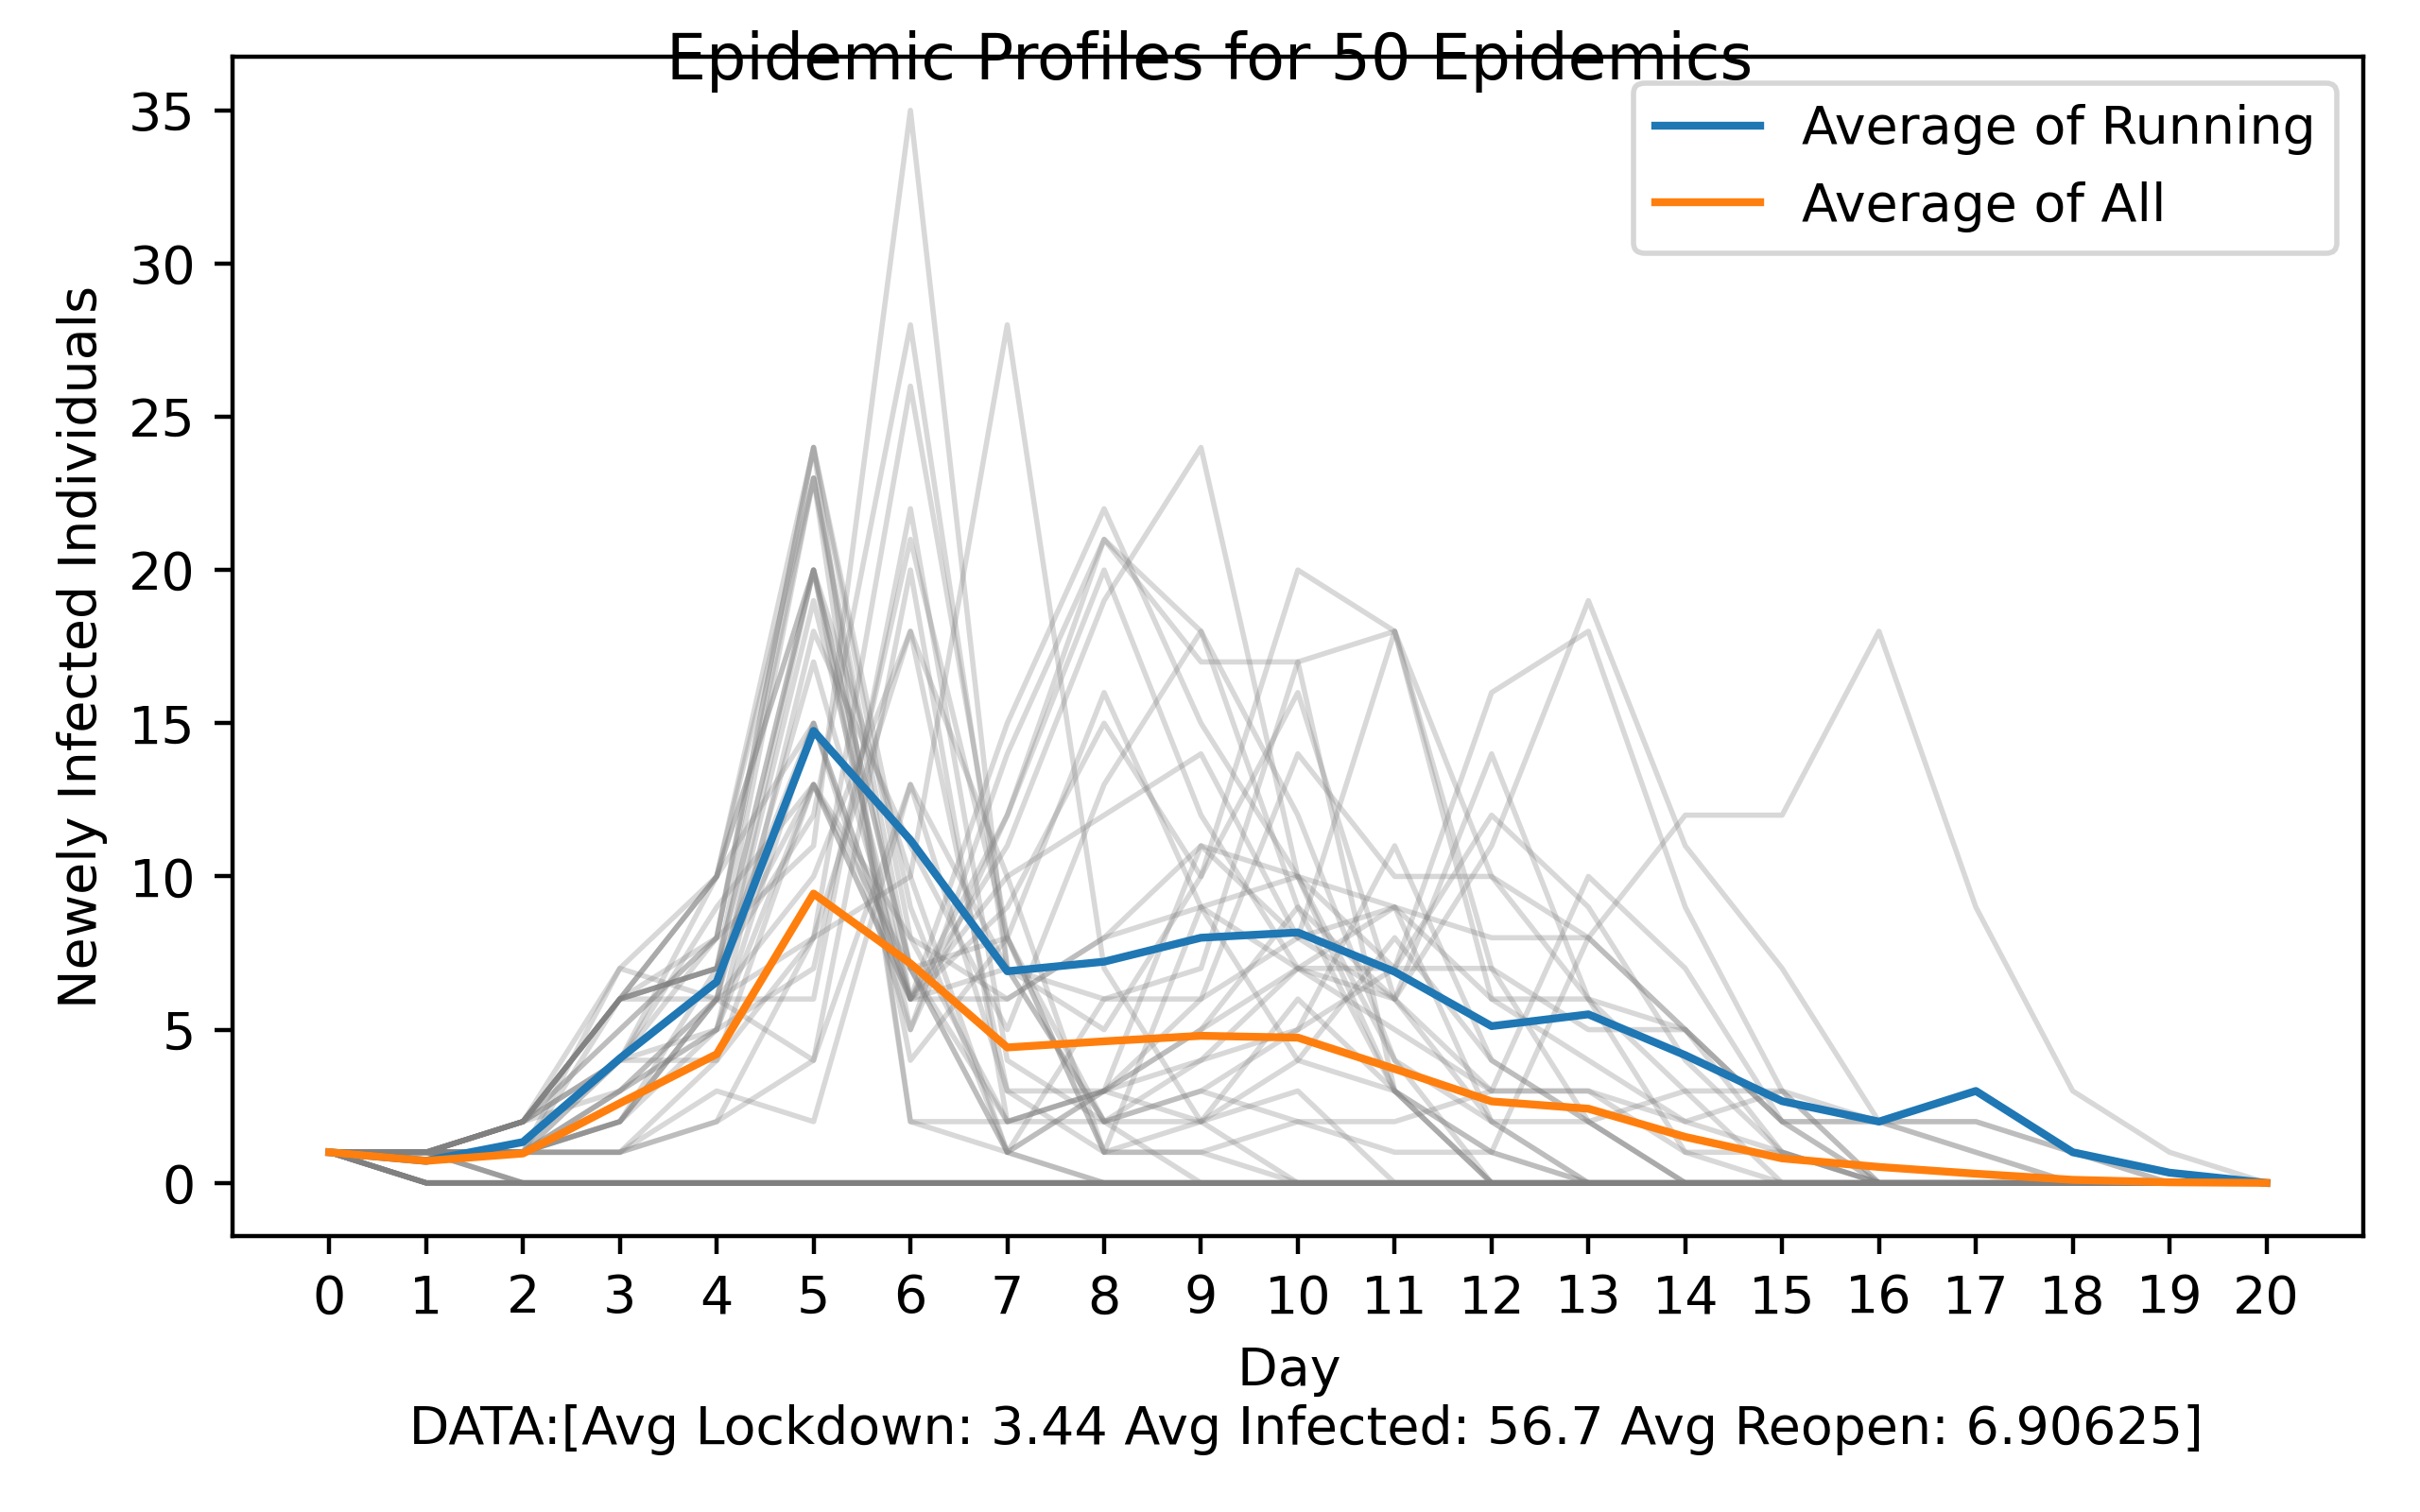 Epidemic Profiles for 50 Epidemics
Average of Running
Average of All
Newely Infected Individuals
35
30
25
20
15
10
5
0
0 1 2 3 4 5 6 7 8 9 10 11 12 13 14 15 16 17 18 19 20
Day
DATA:[Avg Lockdown: 3.44 Avg Infected: 56.7 Avg Reopen: 6.90625]